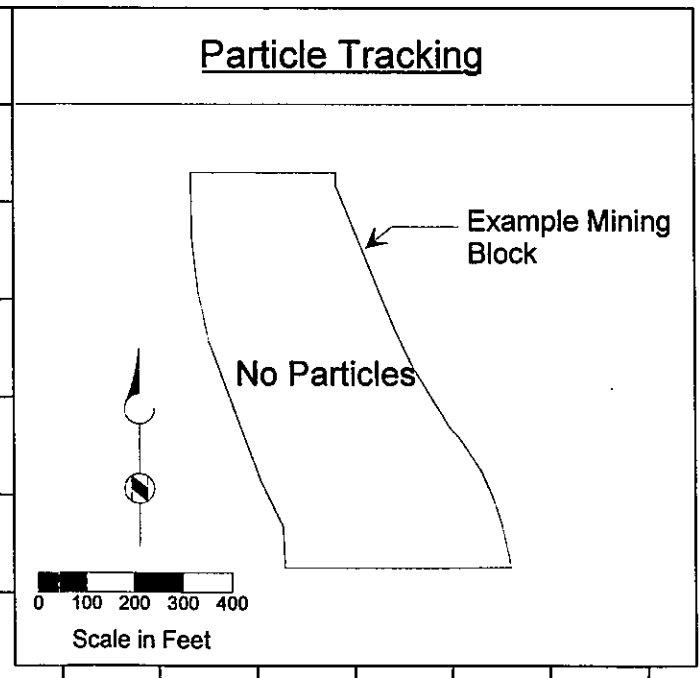 Particle Tracking
Example Mining
Block
No Particles
0 100 200 300 400
Scale in Feet